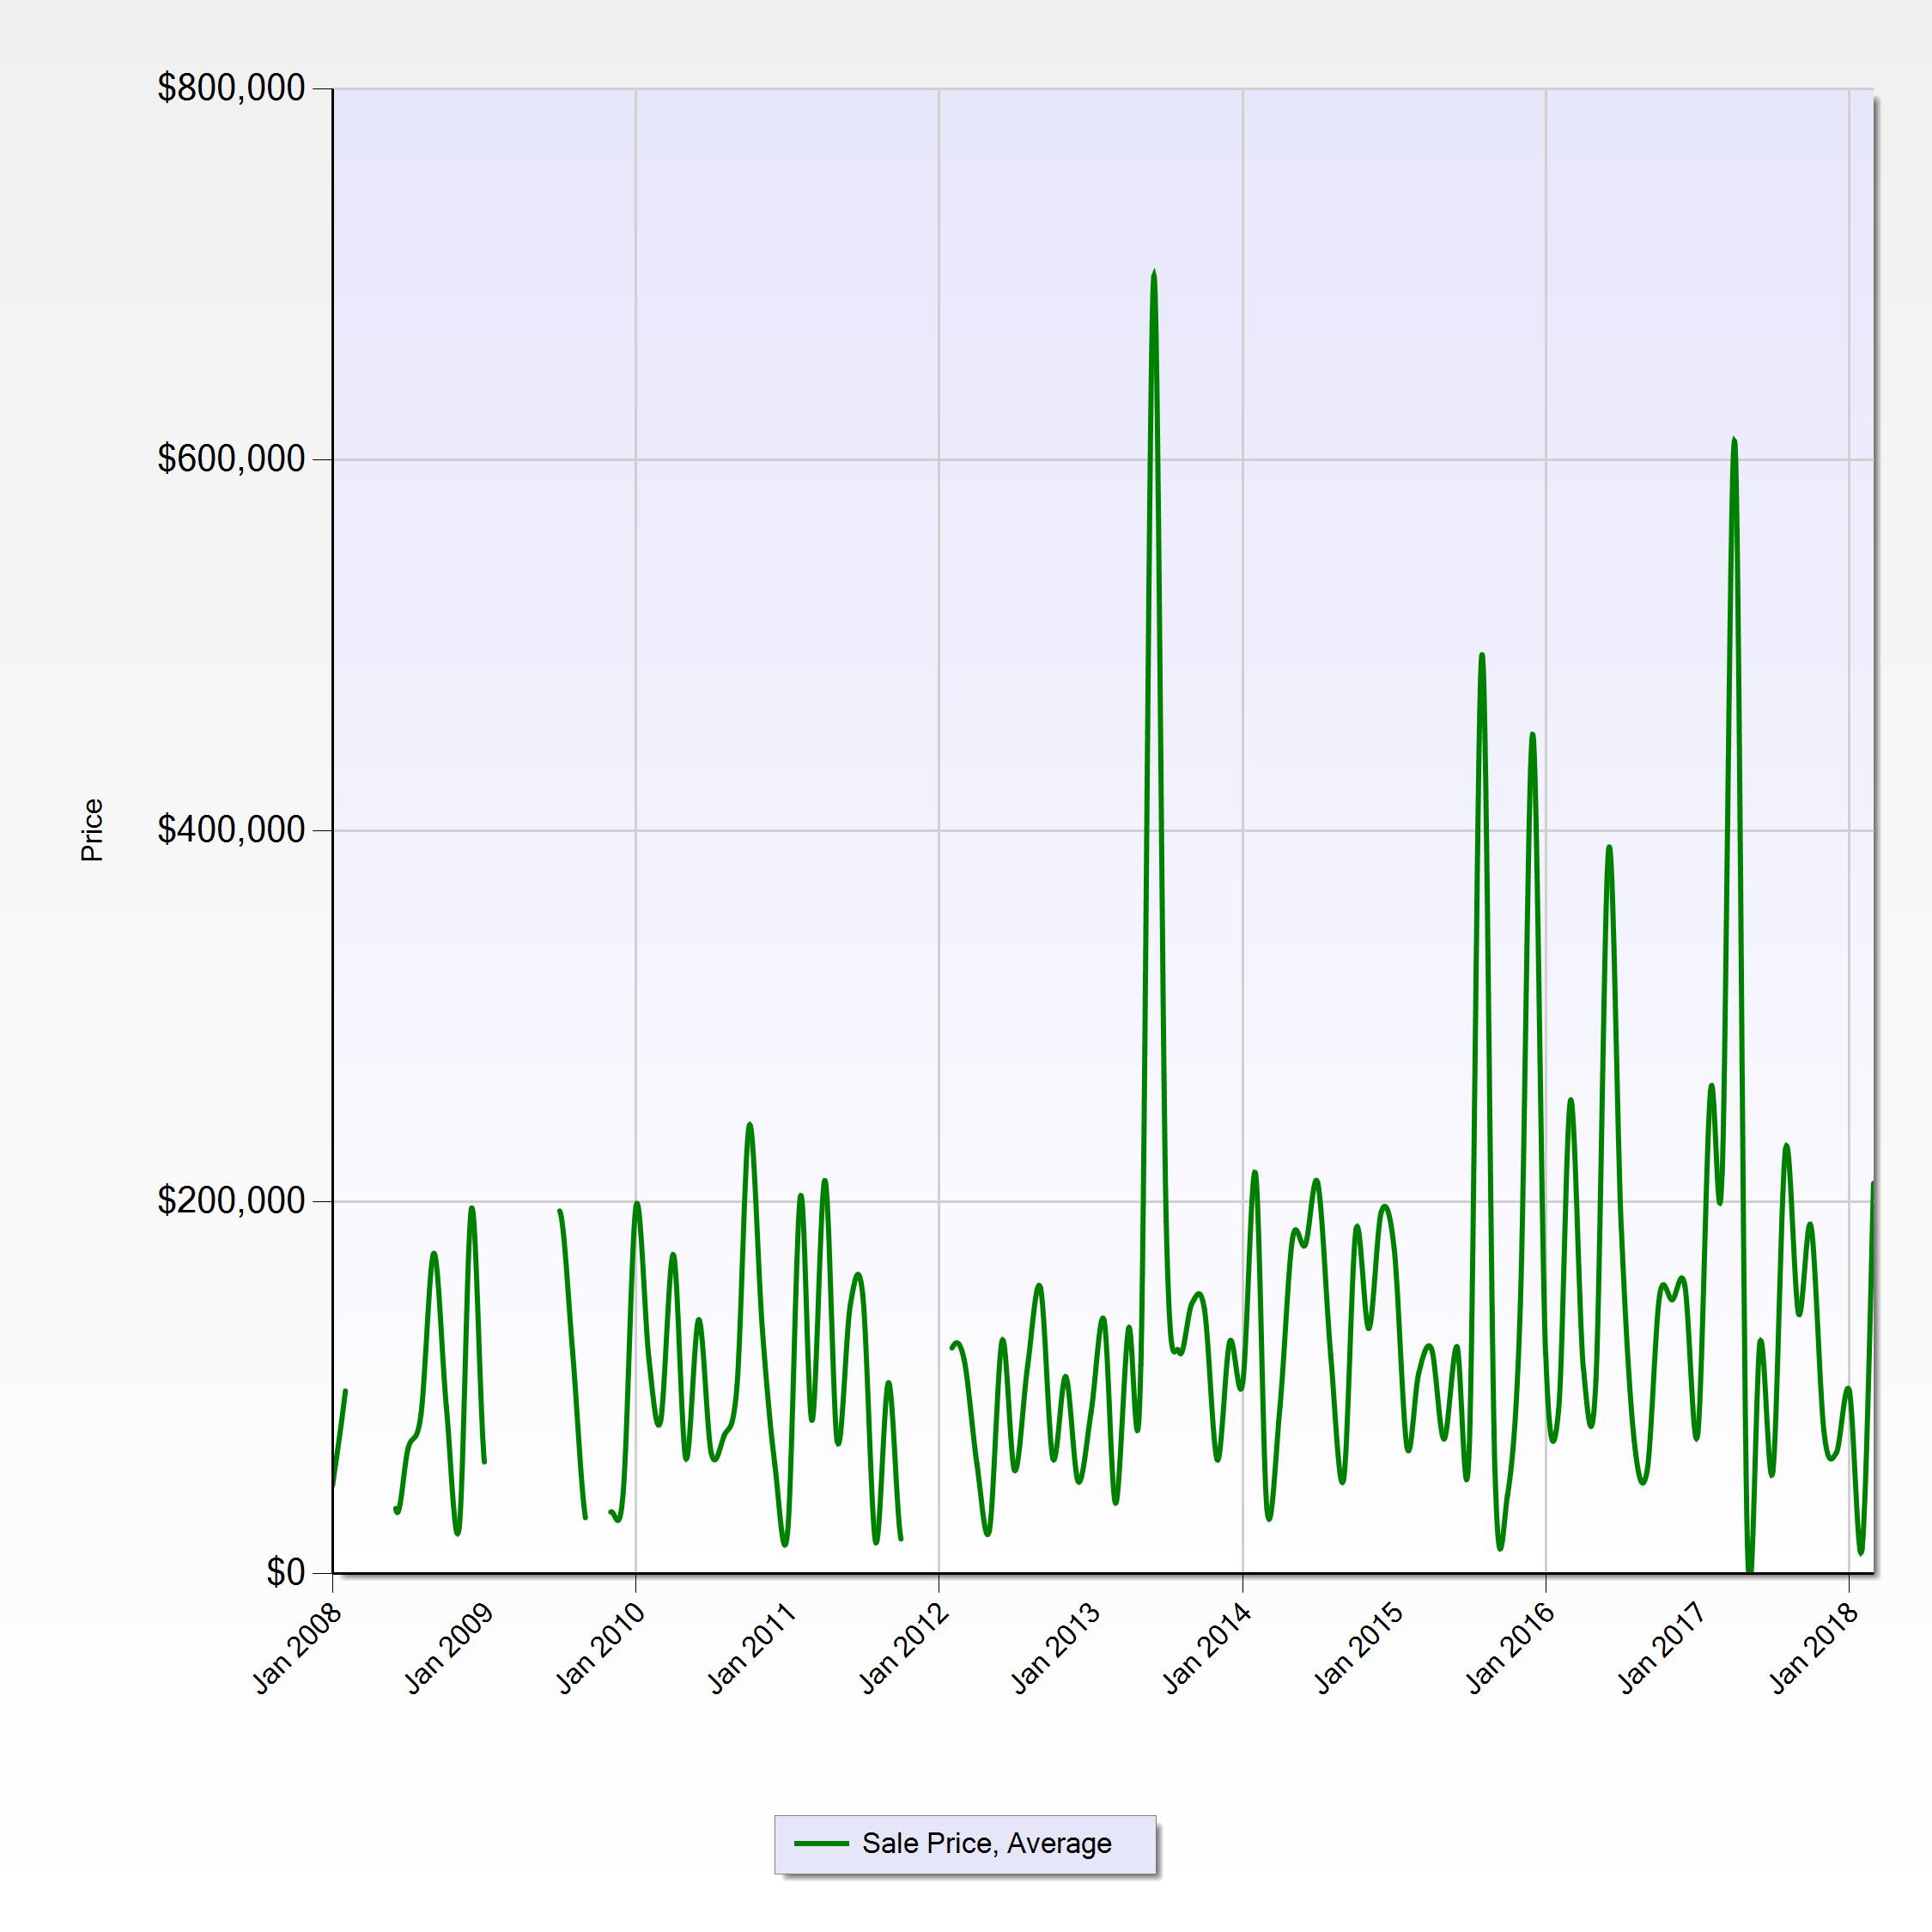 $800,000
$600,000
$400,000
$200,000
$0
Price
Jan 2008
Jan 2009
Jan 2010
Jan 2011
Jan 2012
Jan 2013
Jan 2014
Jan 2015
Jan 2016
Jan 2017
Jan 2018
Sale Price, Average